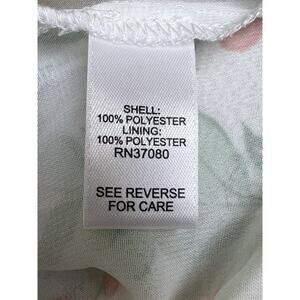 SHELL:
100% POLYESTER
LINING:
100% POLYESTER
RN37080
SEE REVERSE
FOR CARE